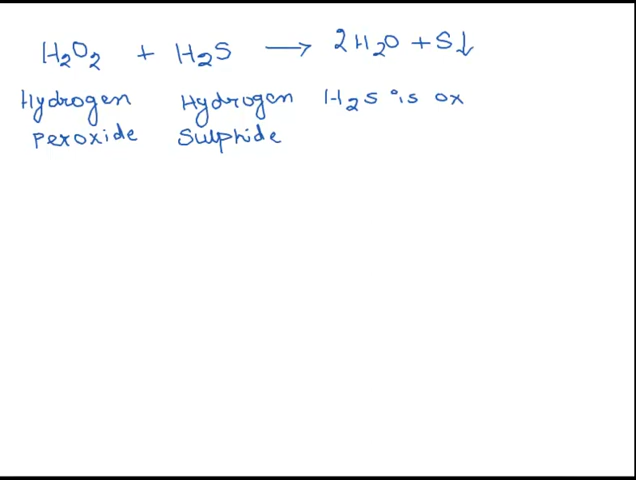 H₂O₂ + H₂S → 2H₂O + S↓
Hydrogen Hydrogen H₂S is ox
Peroxide Sulphide